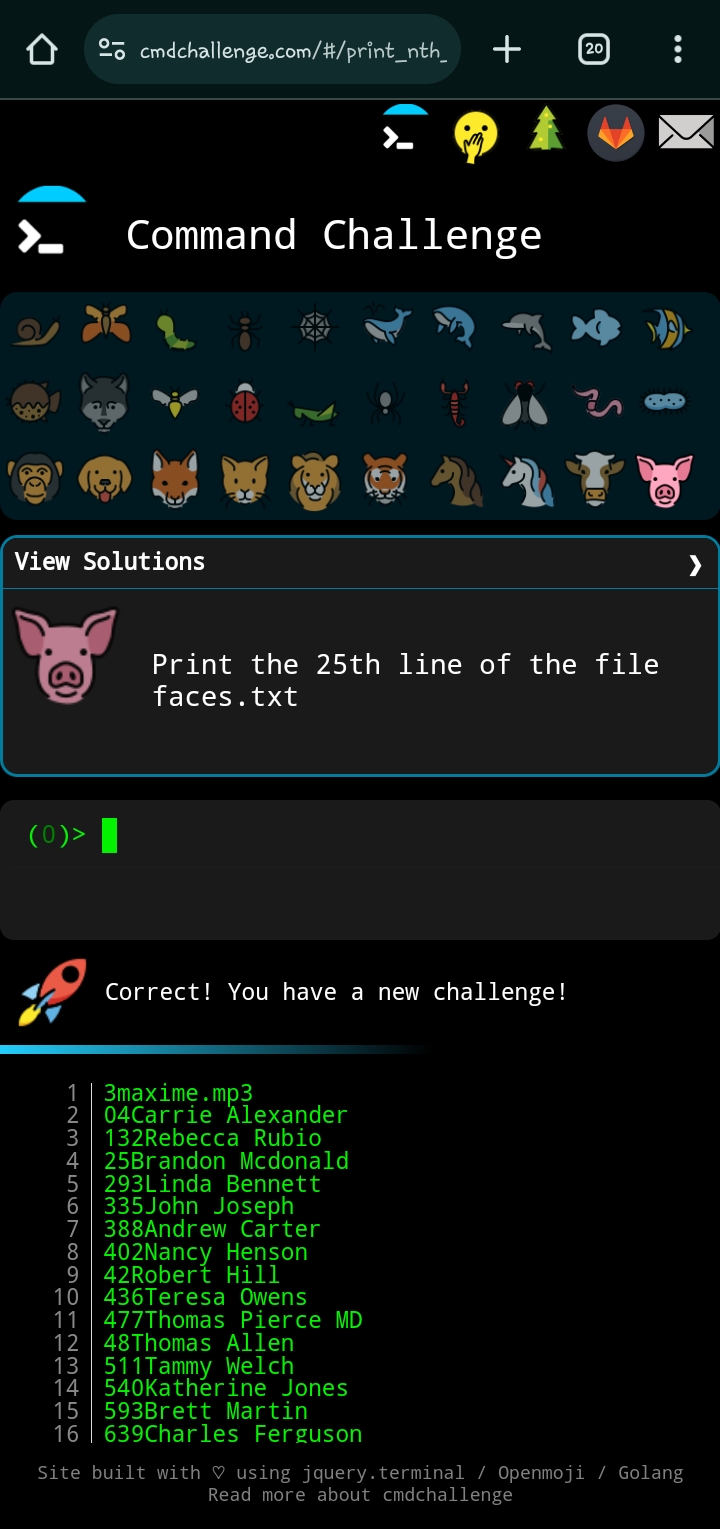 cmdchallenge.com/#/print_nth_
20
Command Challenge
View Solutions
Print the 25th line of the file
faces.txt
(0)>
Correct! You have a new challenge!
1 3maxime.mp3
2 04Carrie Alexander
3 132Rebecca Rubio
4 25Brandon Mcdonald
5 293Linda Bennett
6 335John Joseph
7 388Andrew Carter
8 402Nancy Henson
9 42Robert Hill
10 436Teresa Owens
11 477Thomas Pierce MD
12 48Thomas Allen
13 511Tammy Welch
14 540Katherine Jones
15 593Brett Martin
16 639Charles Ferguson
Site built with ♡ using jquery.terminal / Openmoji / Golang
Read more about cmdchallenge